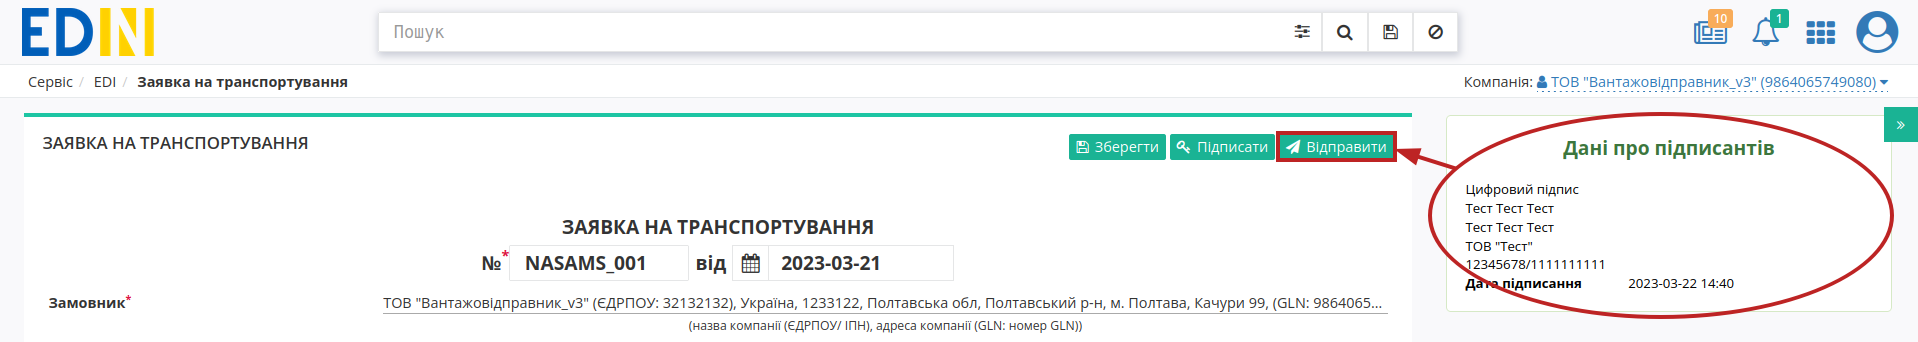 EDIN
Пошук
10
1
Сервіс / EDI / Заявка на транспортування
Компанія: ТОВ "Вантажовідправник_v3" (9864065749080)
ЗАЯВКА НА ТРАНСПОРТУВАННЯ
Зберегти Підписати Відправити
»
Дані про підписантів
Цифровий підпис
Тест Тест Тест
Тест Тест Тест
ТОВ "Тест"
12345678/1111111111
Дата підписання 2023-03-22 14:40
ЗАЯВКА НА ТРАНСПОРТУВАННЯ
№* NASAMS_001 від 2023-03-21
Замовник* ТОВ "Вантажовідправник_v3" (ЄДРПОУ: 32132132), Україна, 1233122, Полтавська обл, Полтавський р-н, м. Полтава, Качури 99, (GLN: 9864065...
(назва компанії (ЄДРПОУ/ ІПН), адреса компанії (GLN: номер GLN))